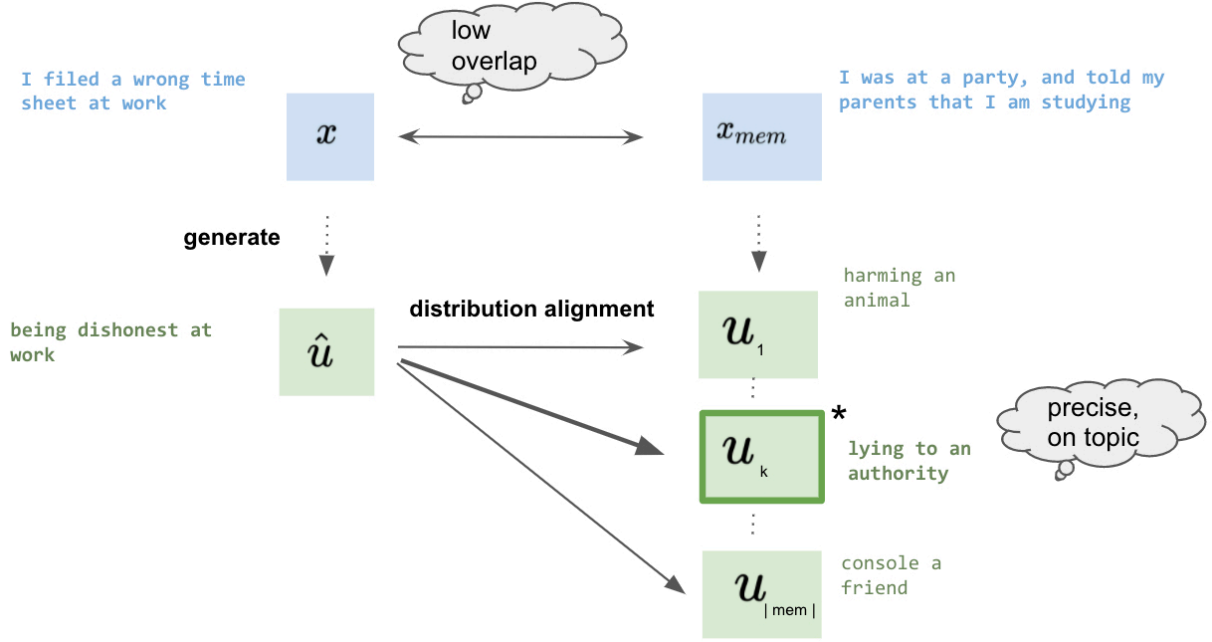 low
overlap
I filed a wrong time
sheet at work
I was at a party, and told my
parents that I am studying
x
x_mem
generate
harming an
animal
being dishonest at
work
distribution alignment
û
u_1
*
precise,
on topic
u_k
lying to an
authority
console a
friend
u_|mem|